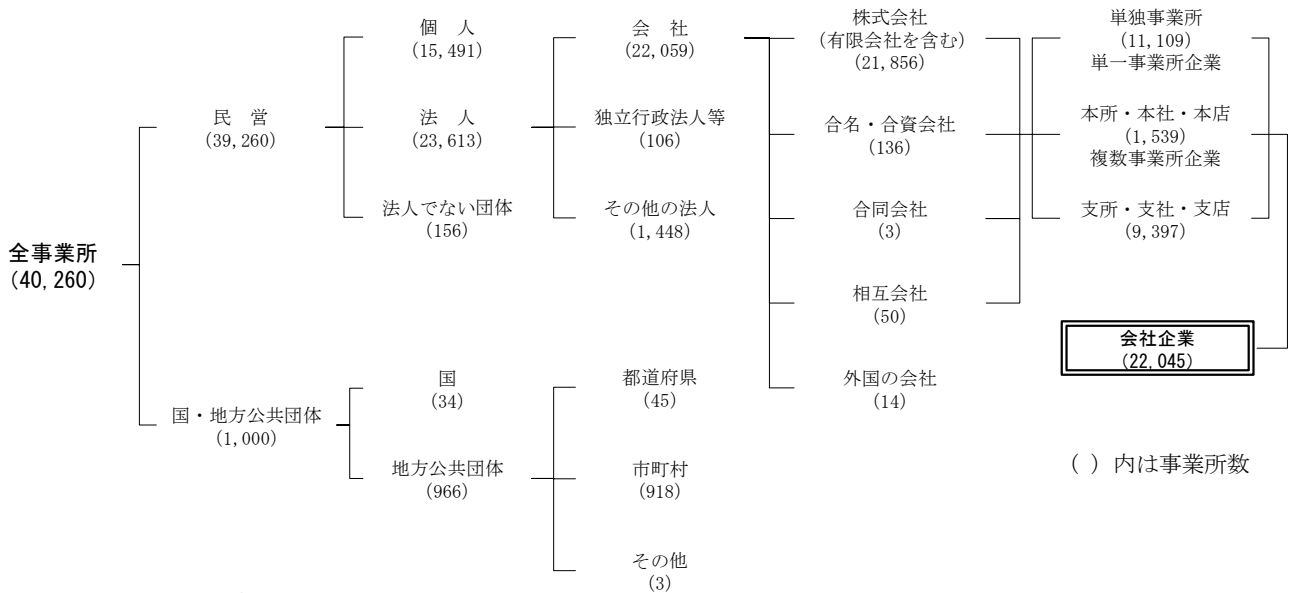 全事業所
(40,260)
民　営
(39,260)
国・地方公共団体
(1,000)
個　人
(15,491)
法　人
(23,613)
法人でない団体
(156)
国
(34)
地方公共団体
(966)
会　社
(22,059)
独立行政法人等
(106)
その他の法人
(1,448)
都道府県
(45)
市町村
(918)
その他
(3)
株式会社
(有限会社を含む)
(21,856)
合名・合資会社
(136)
合同会社
(3)
相互会社
(50)
外国の会社
(14)
単独事業所
(11,109)
単一事業所企業
本所・本社・本店
(1,539)
複数事業所企業
支所・支社・支店
(9,397)
会社企業
(22,045)
( ) 内は事業所数